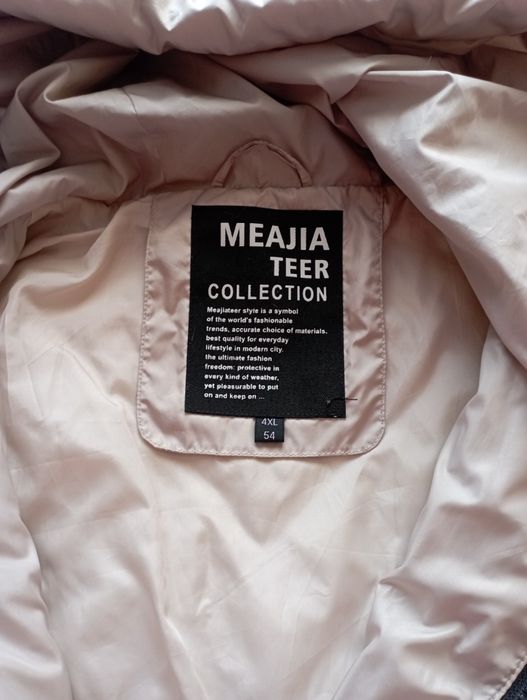 MEAJIA
TEER
COLLECTION
Meajiateer style is a symbol
of the world's fashionable
trends, accurate choice of materials.
best quality for everyday
lifestyle in modern city.
the ultimate fashion
freedom: protective in
every kind of weather,
yet pleasurable to put
on and keep on ...
4XL
54